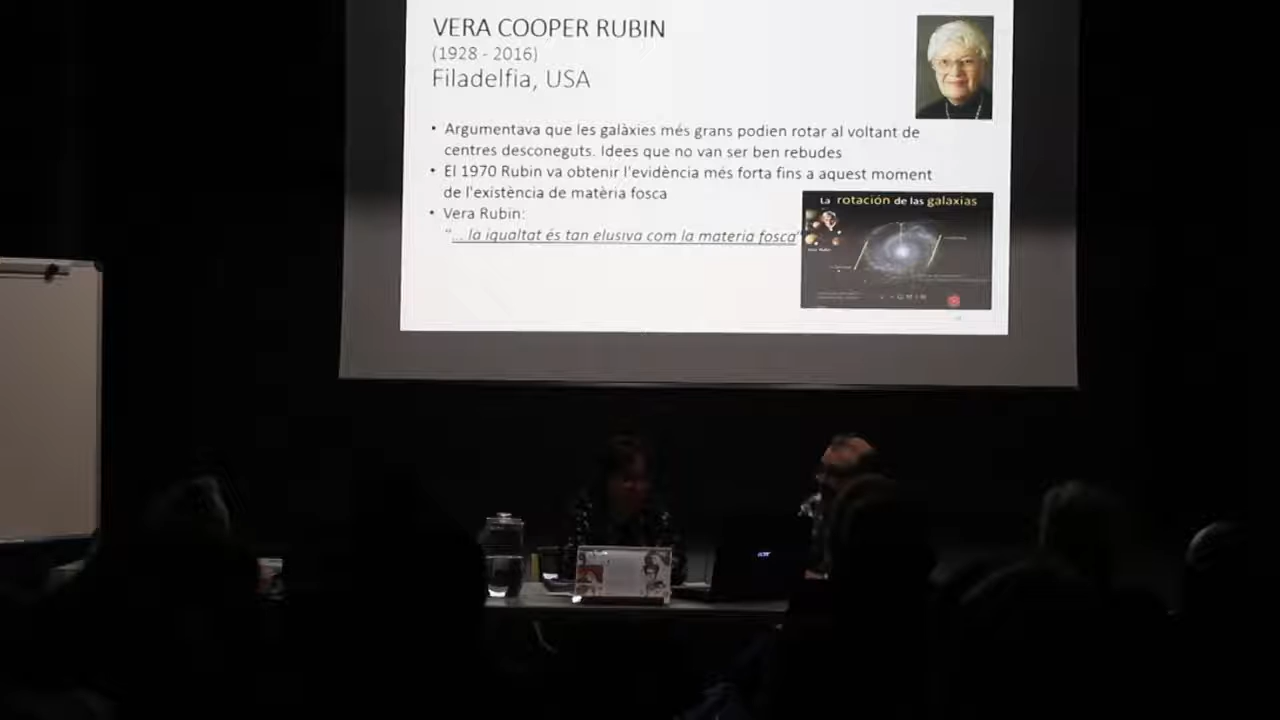 VERA COOPER RUBIN
(1928 - 2016)
Filadelfia, USA
• Argumentava que les galàxies més grans podien rotar al voltant de
centres desconeguts. Idees que no van ser ben rebudes
• El 1970 Rubin va obtenir l'evidència més forta fins a aquest moment
de l'existència de matèria fosca
• Vera Rubin:
"... la igualtat és tan elusiva com la materia fosca"
La rotación de las galaxias
acer